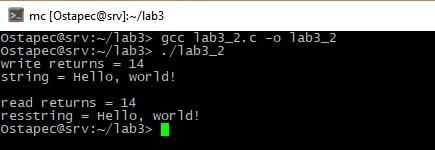 mc [Ostapec@srv]:~/lab3
Ostapec@srv:~/lab3> gcc lab3_2.c -o lab3_2
Ostapec@srv:~/lab3> ./lab3_2
write returns = 14
string = Hello, world!
read returns = 14
resstring = Hello, world!
Ostapec@srv:~/lab3>